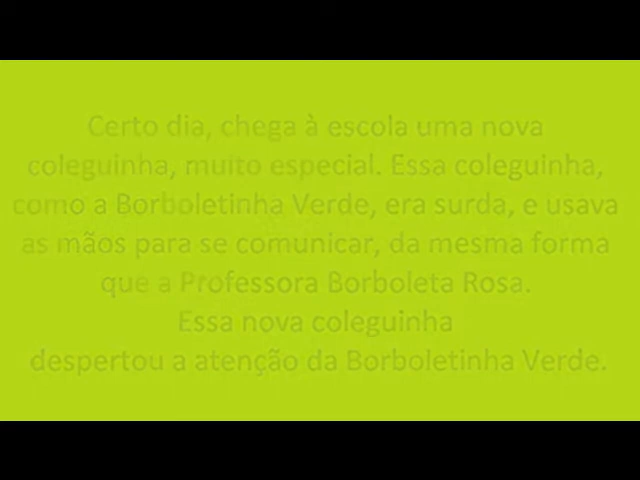 Certo dia, chega à escola uma nova
coleguinha, muito especial. Essa coleguinha,
como a Borboletinha Verde, era surda, e usava
as mãos para se comunicar, da mesma forma
que a Professora Borboleta Rosa.
Essa nova coleguinha
despertou a atenção da Borboletinha Verde.